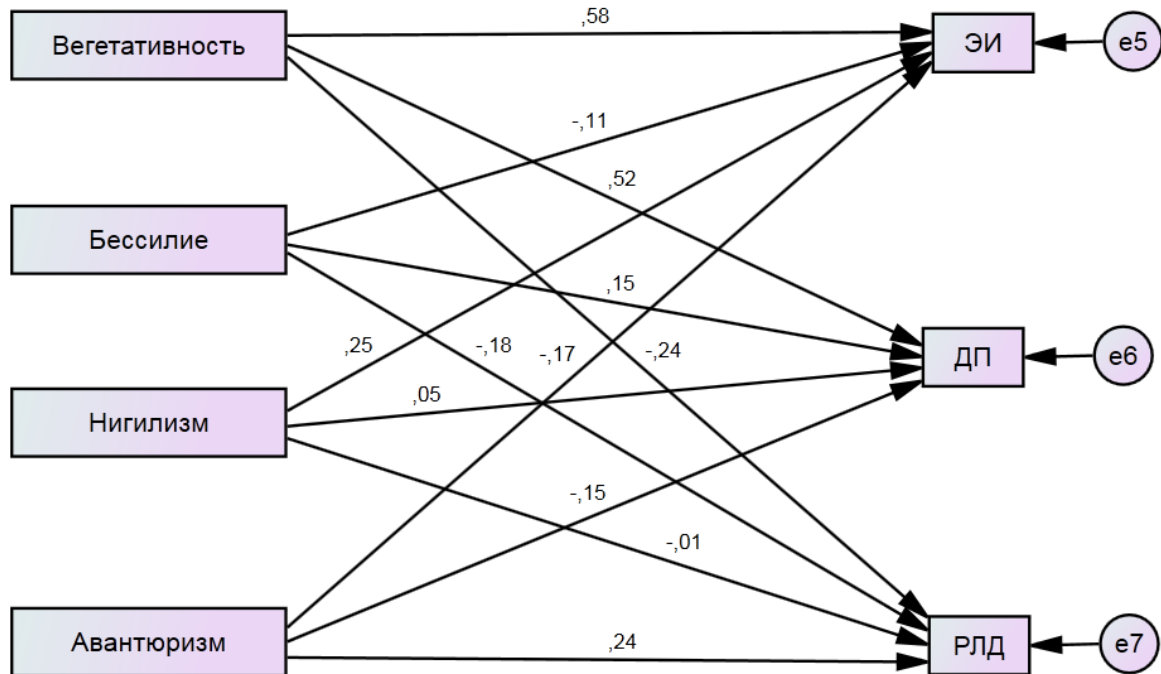 Вегетативность
,58
ЭИ
e5
-,11
,52
Бессилие
,15
,25
-,18
-,17
-,24
ДП
e6
Нигилизм
,05
-,15
-,01
Авантюризм
,24
РЛД
e7